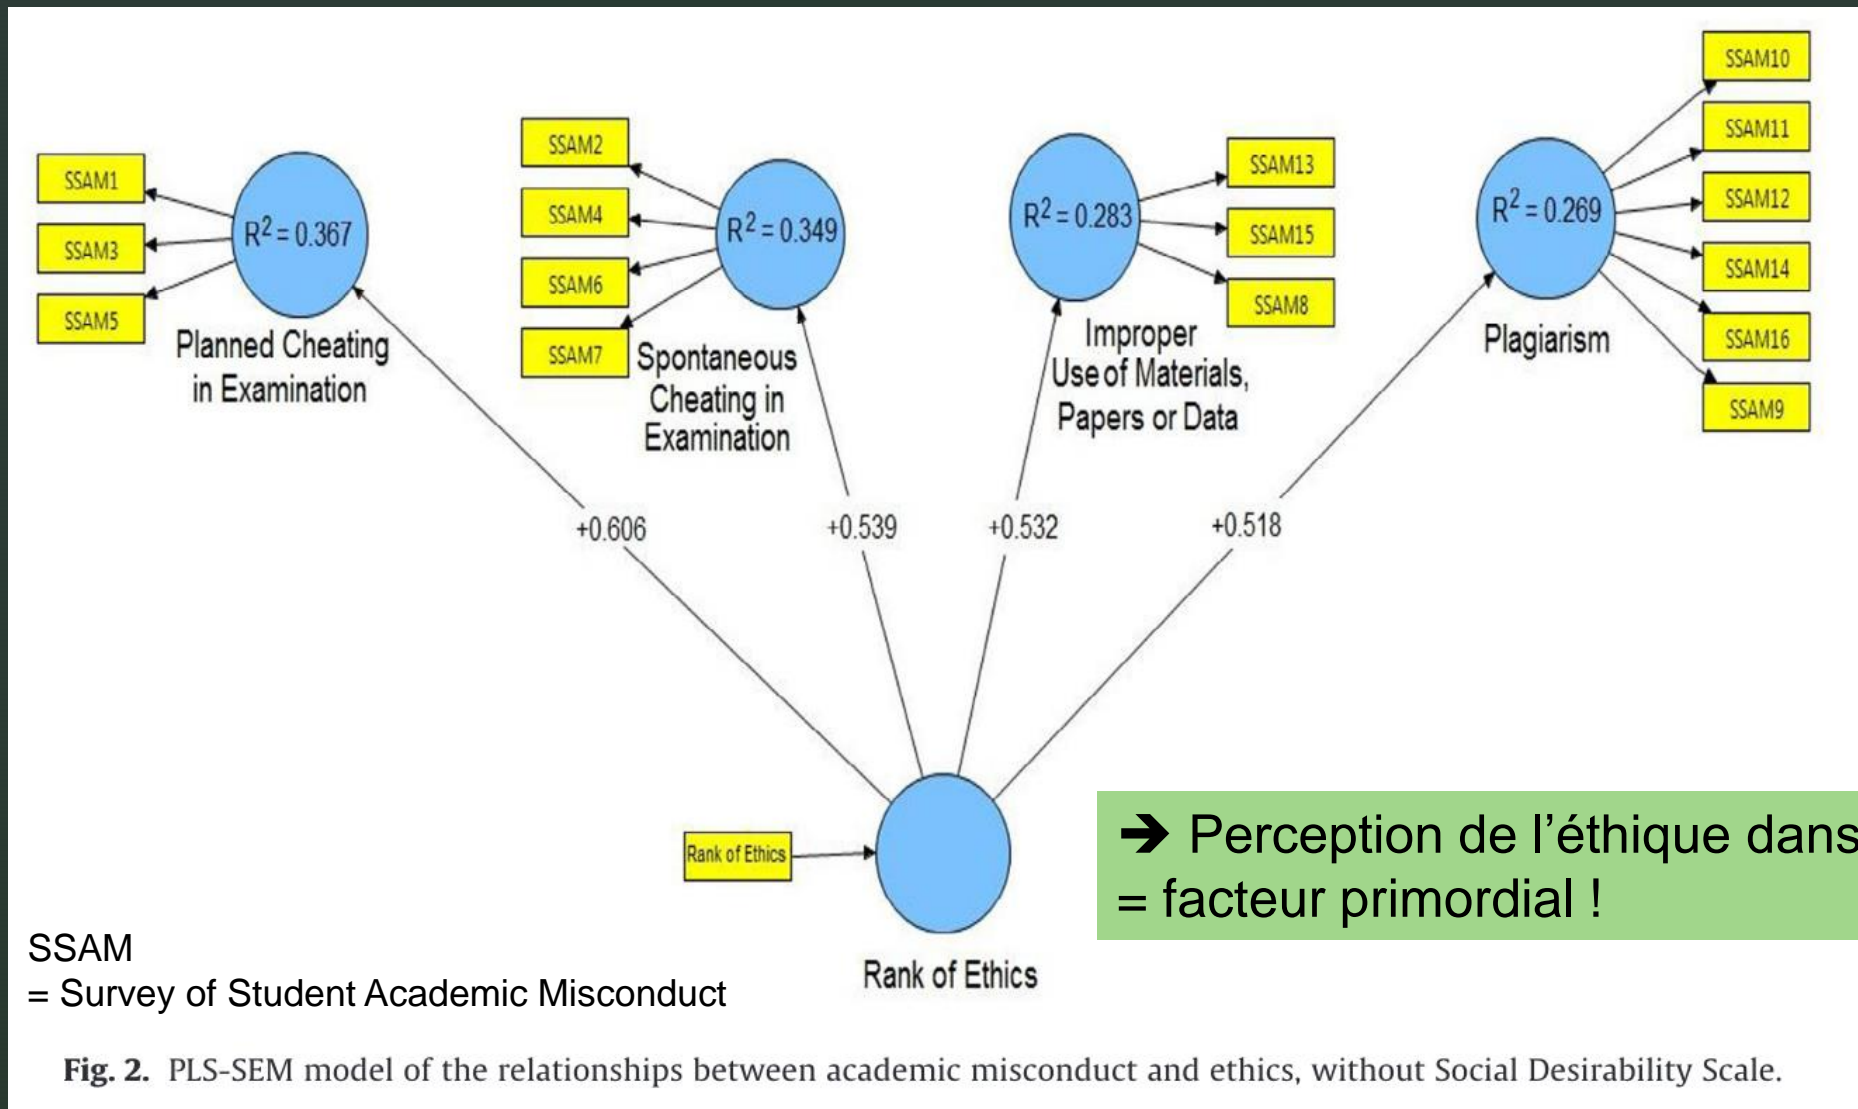 SSAM10
SSAM11
SSAM12
SSAM14
SSAM16
SSAM9
SSAM1
SSAM3
SSAM5
R² = 0.367
Planned Cheating
in Examination
SSAM2
SSAM4
SSAM6
SSAM7
R² = 0.349
Spontaneous
Cheating in
Examination
R² = 0.283
SSAM13
SSAM15
SSAM8
Improper
Use of Materials,
Papers or Data
R² = 0.269
Plagiarism
+0.606
+0.539
+0.532
+0.518
Rank of Ethics
Rank of Ethics
➔ Perception de l’éthique dans
= facteur primordial !
SSAM
= Survey of Student Academic Misconduct
Fig. 2. PLS-SEM model of the relationships between academic misconduct and ethics, without Social Desirability Scale.